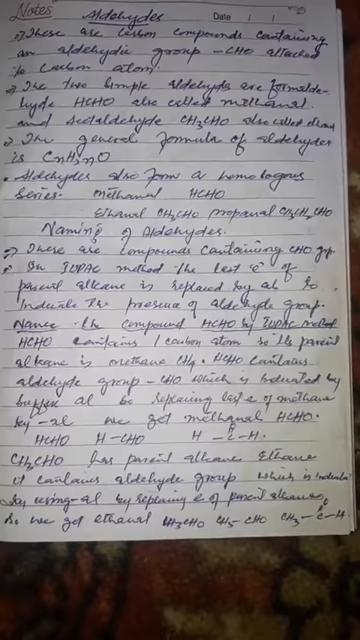 Notes
Aldehydes
Date / /
These are carbon compounds containing
an aldehydic group -CHO attached
to carbon atom.
The two simple aldehyds are formalde-
hyde HCHO also called methanal
and acetaldehyde CH3CHO also called
The general formula of aldehydes
is CnH2nO
Aldehydes also form a homologous
series. methanal HCHO
Ethanal CH3CHO propanal CH3CH2CHO
Naming of Aldehydes.
These are compounds containing CHO grp.
In IUPAC method the last 'e' of
parent alkane is replaced by al to
indicate the presence of aldehyde group.
Name the compound HCHO by IUPAC method
HCHO contains 1 carbon atom so the parent
alkane is methane CH4. HCHO contains
aldehyde group -CHO which is indicated by
al so replacing last e of methane
by -al we get methanal HCHO.
HCHO H-CHO H-C-H.
O
CH3CHO has parent alkane Ethane
it contains aldehyde group which is
by using -al by replacing e of parent alkane
So we get ethanal CH3CHO CH3-CHO CH3-C-H
O